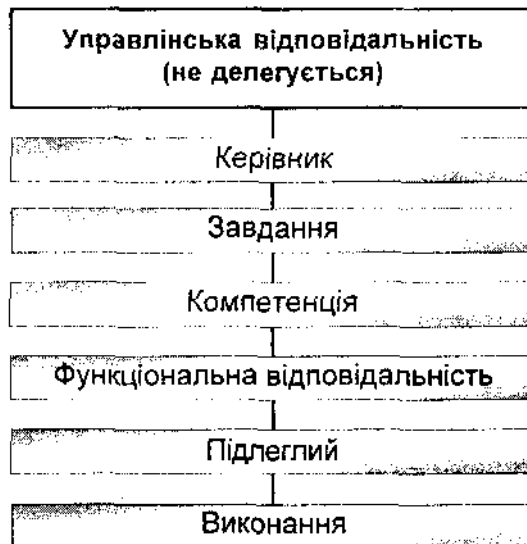 Управлінська відповідальність
(не делегується)
Керівник
Завдання
Компетенція
Функціональна відповідальність
Підлеглий
Виконання